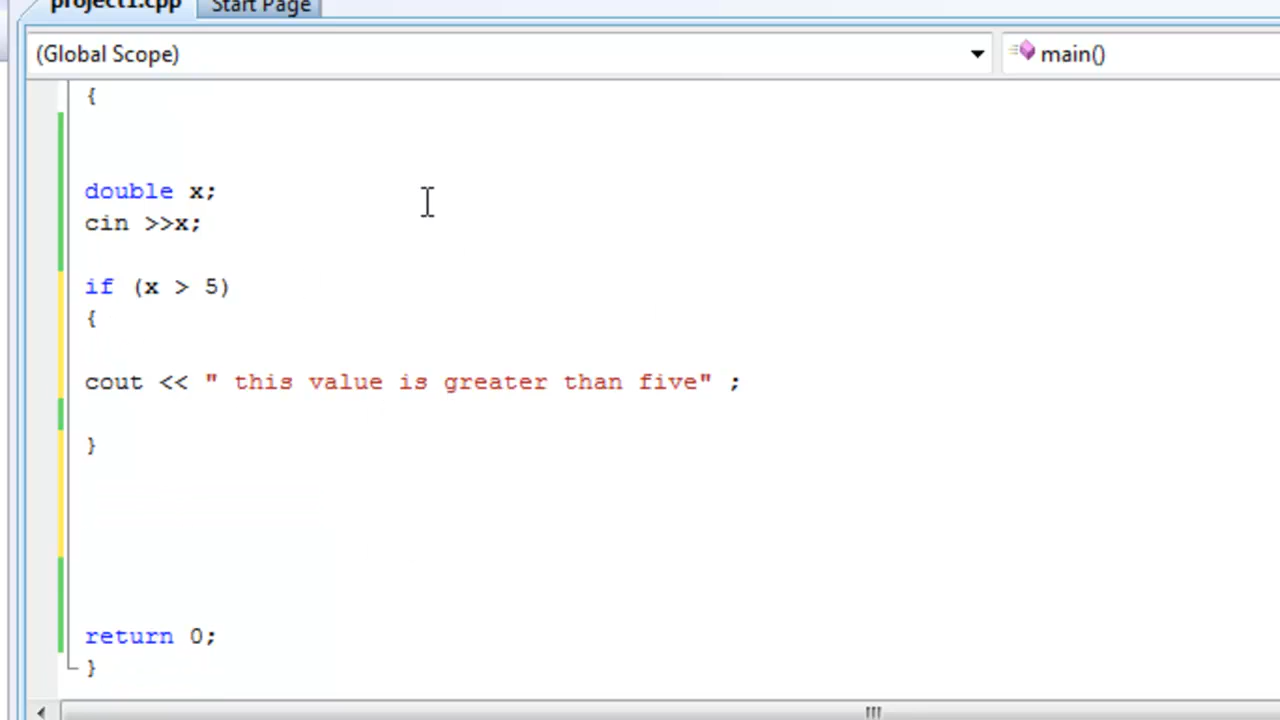 project1.cpp Start Page
(Global Scope) main()
{
double x;
cin >>x;
if (x > 5)
{
cout << " this value is greater than five" ;
}
return 0;
}